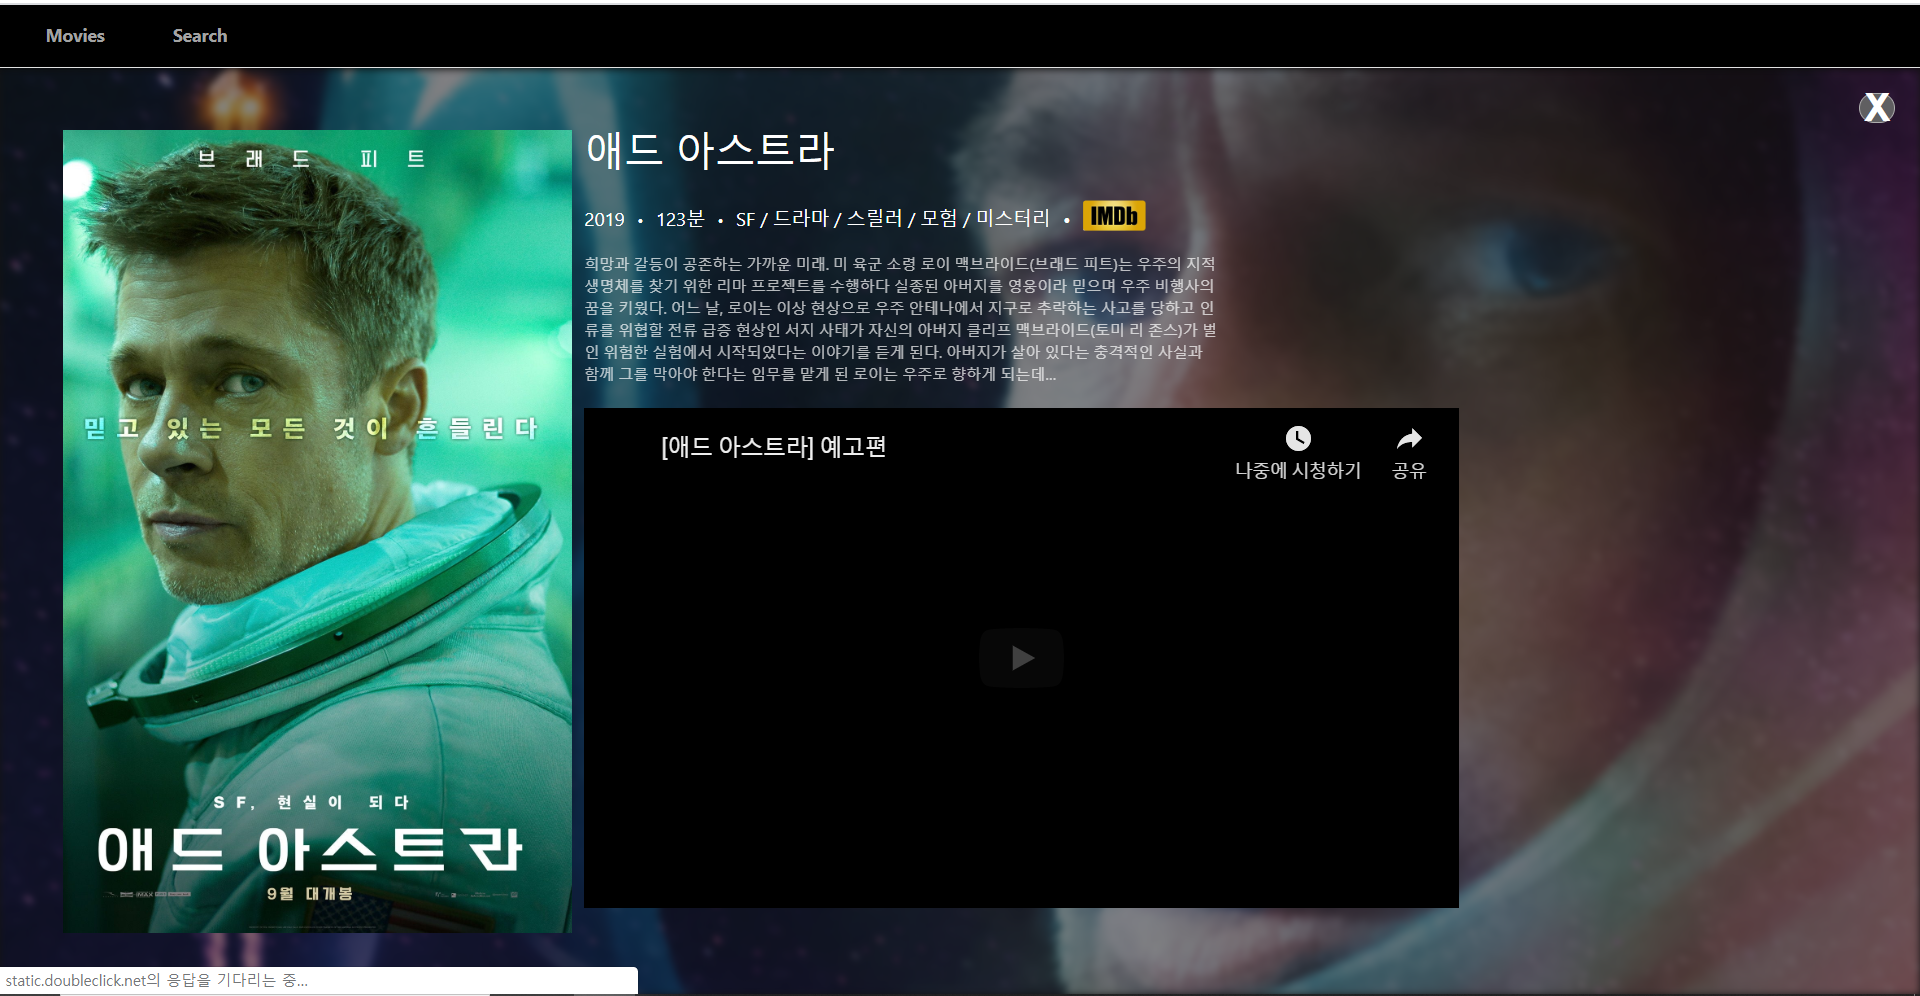 Movies
Search
X
브래드 피트
믿고 있는 모든 것이 흔들린다
SF, 현실이 되다
애드 아스트라
9월 대개봉
애드 아스트라
2019 • 123분 • SF / 드라마 / 스릴러 / 모험 / 미스터리 • IMDb
희망과 갈등이 공존하는 가까운 미래. 미 육군 소령 로이 맥브라이드(브래드 피트)는 우주의 지적
생명체를 찾기 위한 리마 프로젝트를 수행하다 실종된 아버지를 영웅이라 믿으며 우주 비행사의
꿈을 키웠다. 어느 날, 로이는 이상 현상으로 우주 안테나에서 지구로 추락하는 사고를 당하고 인
류를 위협할 전류 급증 현상인 서지 사태가 자신의 아버지 클리프 맥브라이드(토미 리 존스)가 벌
인 위험한 실험에서 시작되었다는 이야기를 듣게 된다. 아버지가 살아 있다는 충격적인 사실과
함께 그를 막아야 한다는 임무를 맡게 된 로이는 우주로 향하게 되는데...
[애드 아스트라] 예고편
나중에 시청하기
공유
static.doubleclick.net의 응답을 기다리는 중...